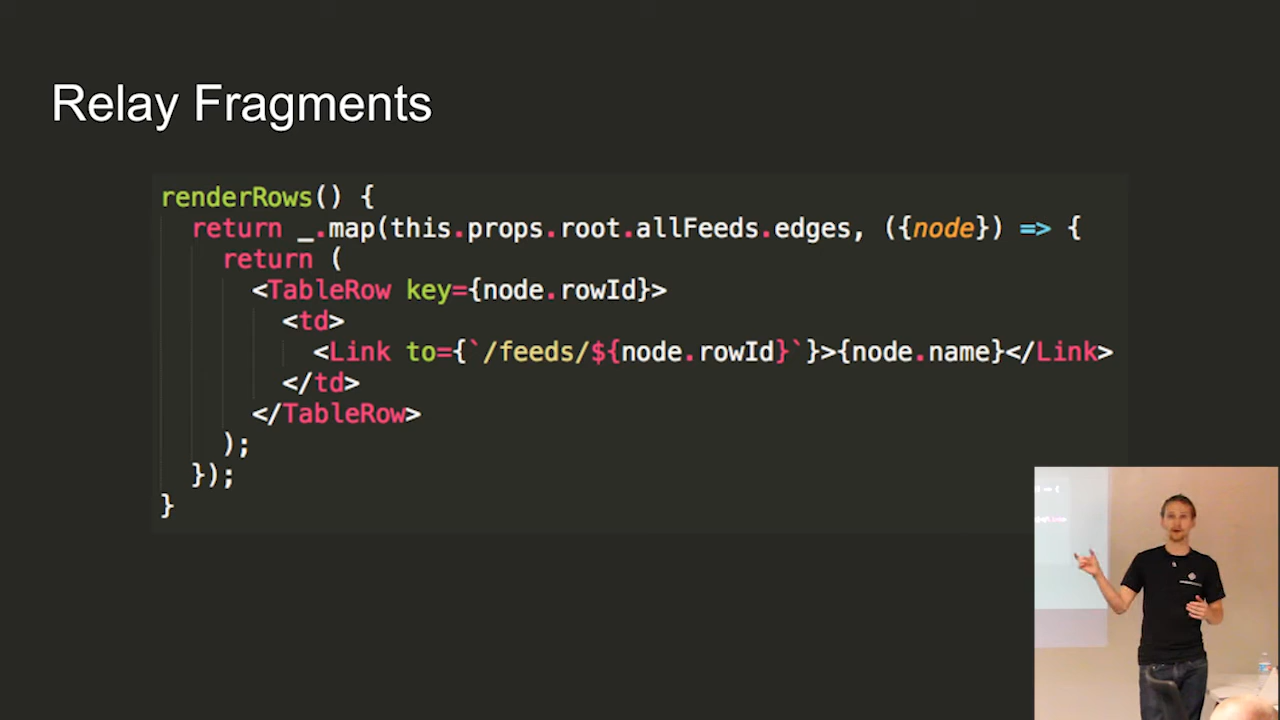 Relay Fragments
renderRows() {
return _.map(this.props.root.allFeeds.edges, ({node}) => {
return (
<TableRow key={node.rowId}>
<td>
<Link to={`/feeds/${node.rowId}`}>{node.name}</Link>
</td>
</TableRow>
);
});
}